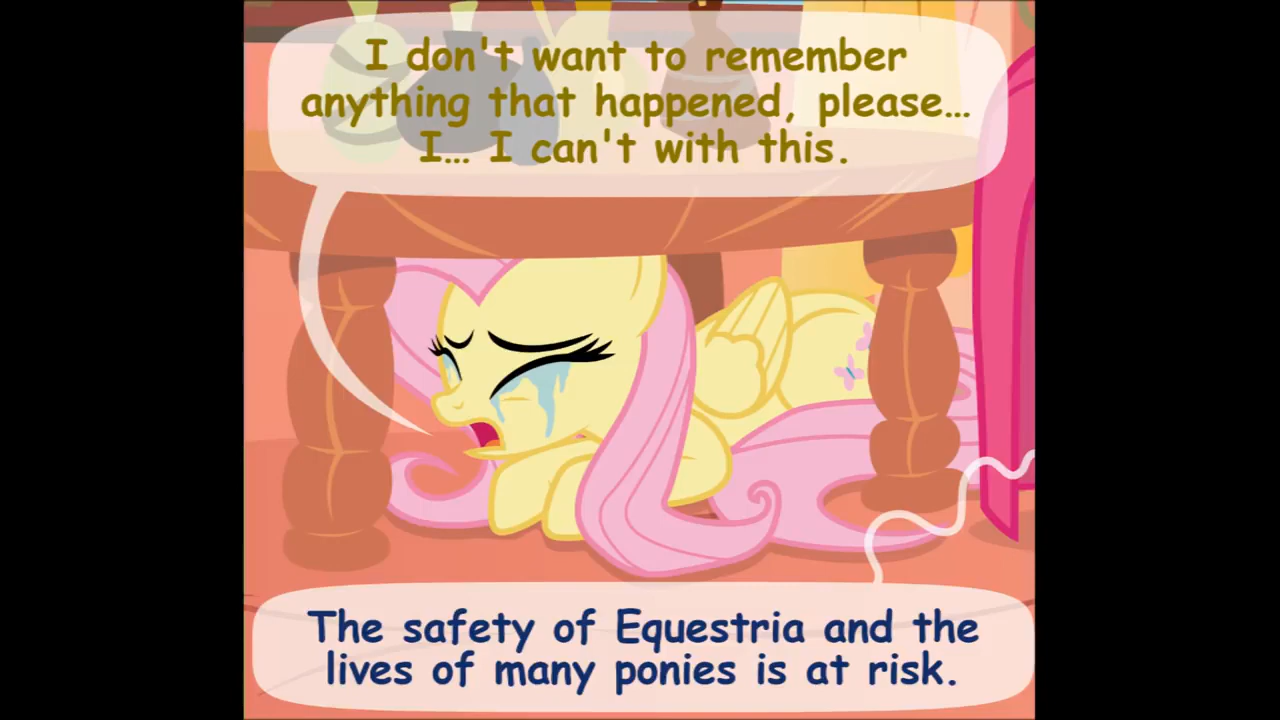 I don't want to remember
anything that happened, please...
I... I can't with this.
The safety of Equestria and the
lives of many ponies is at risk.